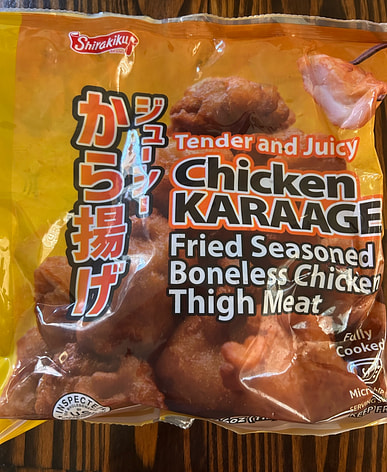 Shirakiku
ジューシー
から揚げ
Tender and Juicy
Chicken
KARAAGE
Fried Seasoned
Boneless Chicken
Thigh Meat
Fully
Cooked
INSPECTED